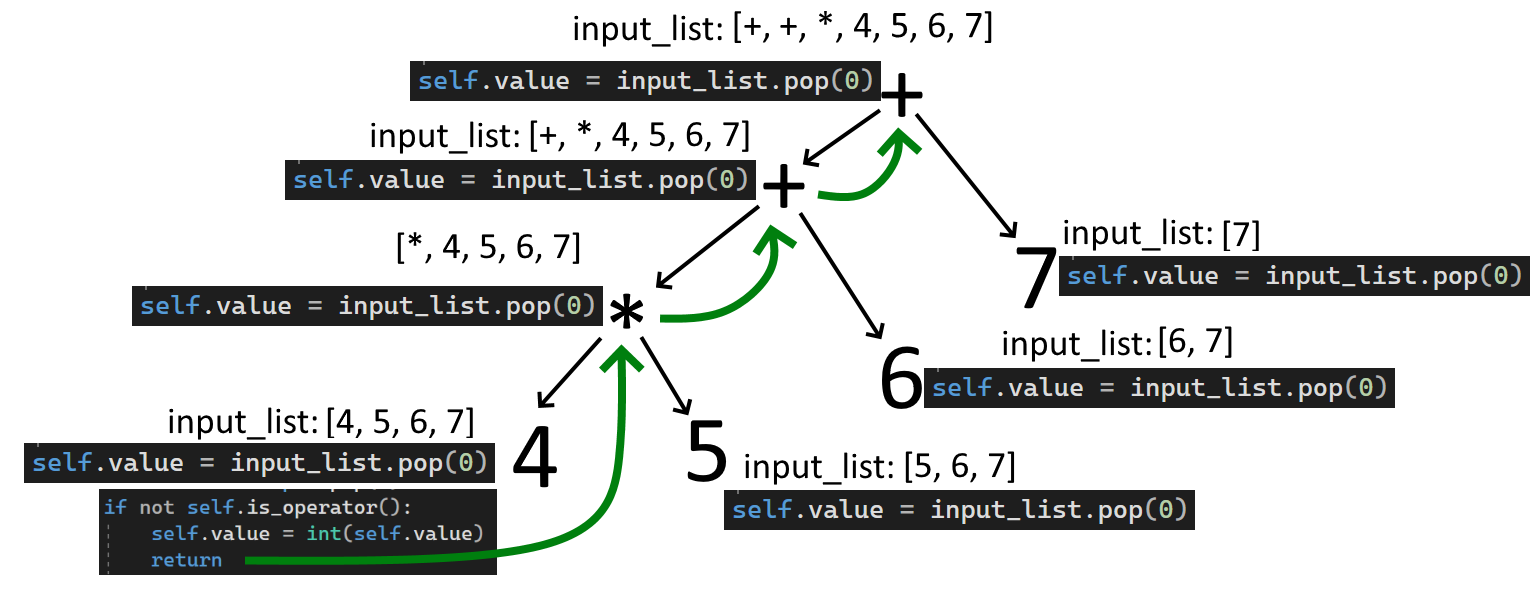 input_list: [+, +, *, 4, 5, 6, 7]
self.value = input_list.pop(0)
+
input_list: [+, *, 4, 5, 6, 7]
self.value = input_list.pop(0)
+
[*, 4, 5, 6, 7]
self.value = input_list.pop(0)
*
7
input_list: [7]
self.value = input_list.pop(0)
6
input_list: [6, 7]
self.value = input_list.pop(0)
input_list: [4, 5, 6, 7]
self.value = input_list.pop(0)
4
if not self.is_operator():
self.value = int(self.value)
return
5
input_list: [5, 6, 7]
self.value = input_list.pop(0)